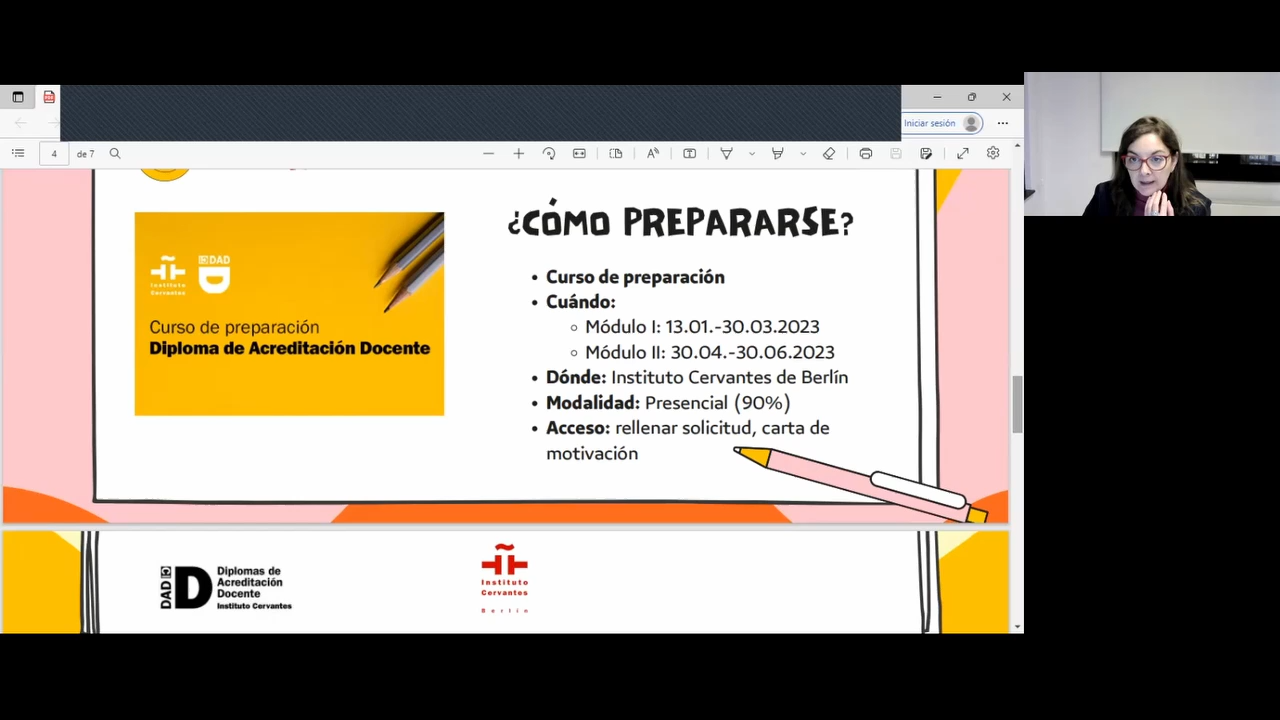 Iniciar sesión
4 de 7
¿CÓMO PREPARARSE?
Instituto
Cervantes
DAD
D
Curso de preparación
Diploma de Acreditación Docente
• Curso de preparación
• Cuándo:
◦ Módulo I: 13.01.-30.03.2023
◦ Módulo II: 30.04.-30.06.2023
• Dónde: Instituto Cervantes de Berlín
• Modalidad: Presencial (90%)
• Acceso: rellenar solicitud, carta de
motivación
DAD
D
Diplomas de
Acreditación
Docente
Instituto Cervantes
Instituto
Cervantes
Berlín